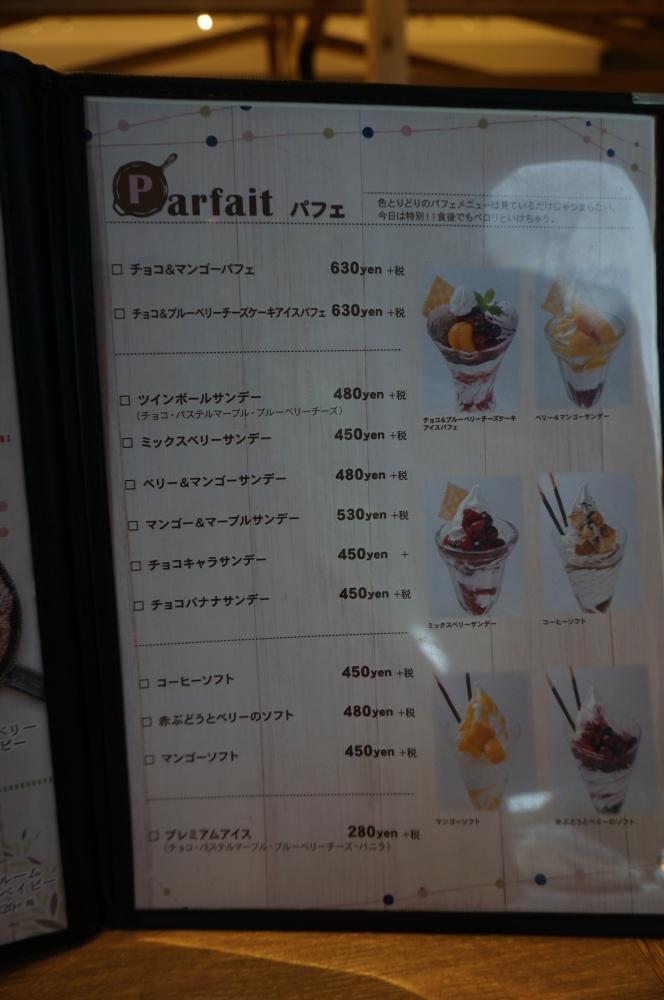 Parfait パフェ
色とりどりのパフェメニューは見ているだけじゃつまらない。
今日は特別！！食後でもペロリといけちゃう。
□ チョコ&マンゴーパフェ 630yen +税
□ チョコ&ブルーベリーチーズケーキアイスパフェ 630yen +税
□ ツインボールサンデー 480yen +税
（チョコ・パステルマーブル・ブルーベリーチーズ）
□ ミックスベリーサンデー 450yen +税
□ ベリー&マンゴーサンデー 480yen +税
□ マンゴー&マーブルサンデー 530yen +税
□ チョコキャラサンデー 450yen +
□ チョコバナナサンデー 450yen +税
□ コーヒーソフト 450yen +税
□ 赤ぶどうとベリーのソフト 480yen +税
□ マンゴーソフト 450yen +税
□ プレミアムアイス 280yen +税
（チョコ・パステルマーブル・ブルーベリーチーズ・バニラ）
チョコ&ブルーベリーチーズケーキ
アイスパフェ
ベリー&マンゴーサンデー
ミックスベリーサンデー
コーヒーソフト
マンゴーソフト
赤ぶどうとベリーのソフト